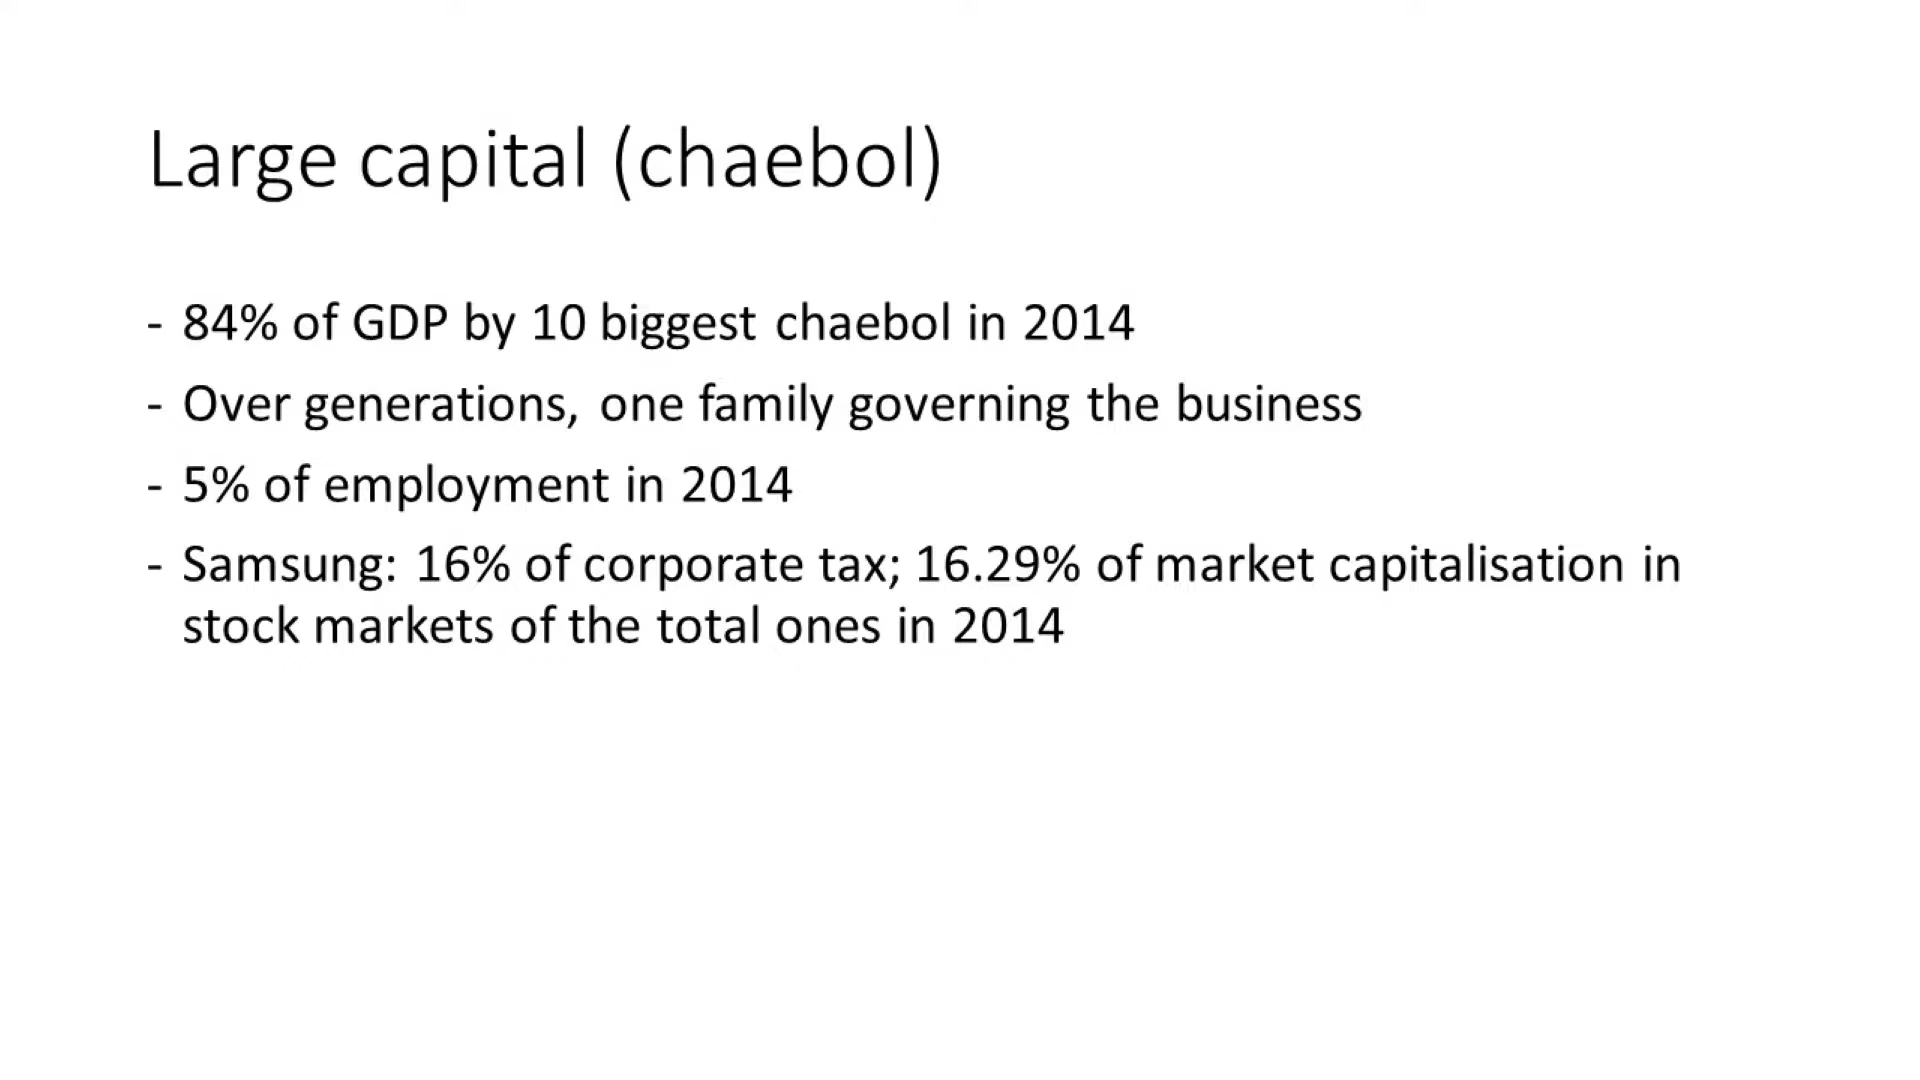 Large capital (chaebol)
- 84% of GDP by 10 biggest chaebol in 2014
- Over generations, one family governing the business
- 5% of employment in 2014
- Samsung: 16% of corporate tax; 16.29% of market capitalisation in
stock markets of the total ones in 2014